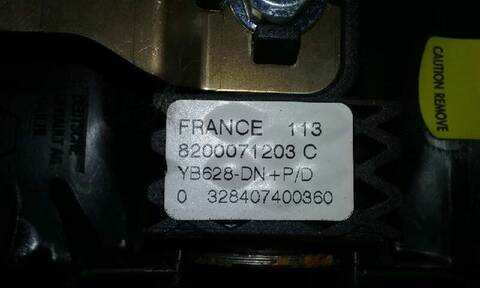 FRANCE 113
8200071203 C
YB628-DN+P/D
0 328407400360
CAUTION REMOVE